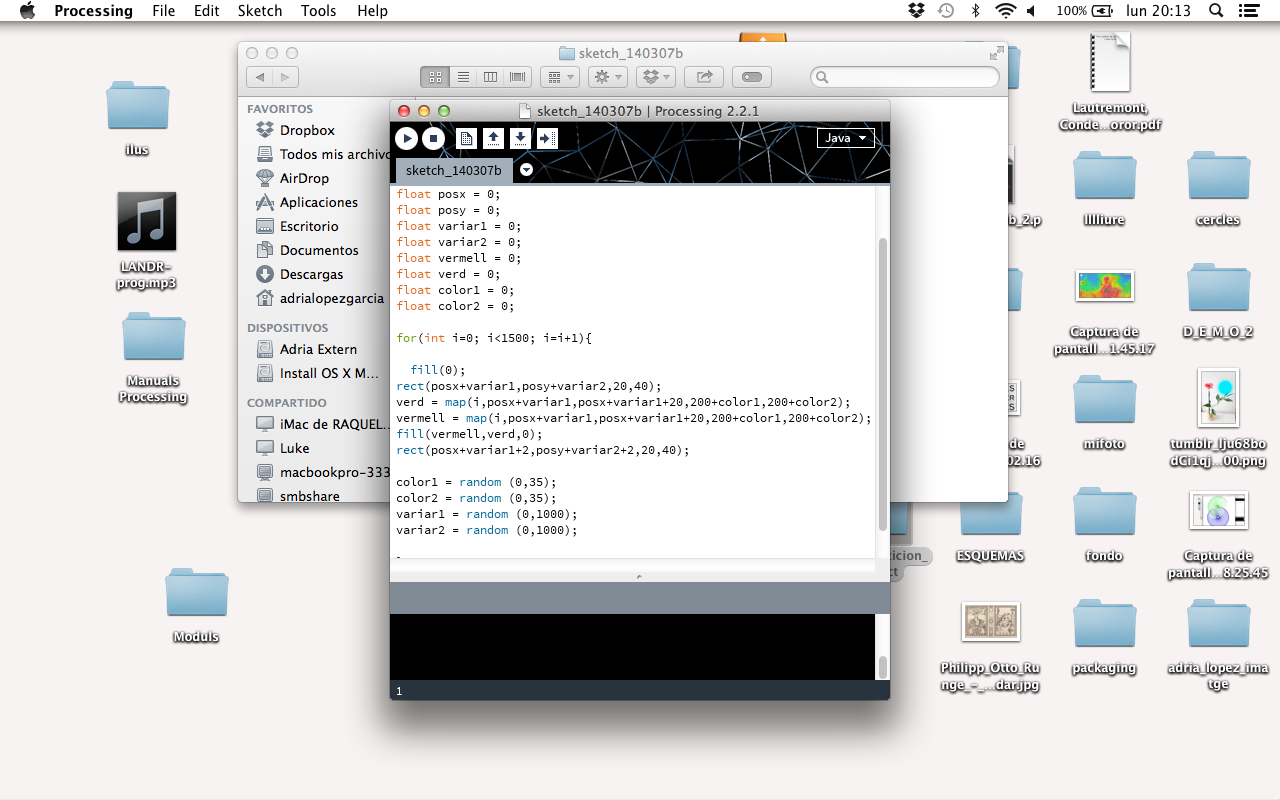 Processing File Edit Sketch Tools Help 100% lun 20:13
sketch_140307b
FAVORITOS
Dropbox
Todos mis archivo
AirDrop
Aplicaciones
Escritorio
Documentos
Descargas
adrialopezgarcia
DISPOSITIVOS
Adria Extern
Install OS X M...
COMPARTIDO
iMac de RAQUEL...
Luke
macbookpro-333
smbshare
sketch_140307b | Processing 2.2.1
Java
sketch_140307b
float posx = 0;
float posy = 0;
float variar1 = 0;
float variar2 = 0;
float vermell = 0;
float verd = 0;
float color1 = 0;
float color2 = 0;
for(int i=0; i<1500; i=i+1){
fill(0);
rect(posx+variar1,posy+variar2,20,40);
verd = map(i,posx+variar1,posx+variar1+20,200+color1,200+color2);
vermell = map(i,posx+variar1,posx+variar1+20,200+color1,200+color2);
fill(vermell,verd,0);
rect(posx+variar1+2,posy+variar2+2,20,40);
color1 = random (0,35);
color2 = random (0,35);
variar1 = random (0,1000);
variar2 = random (0,1000);
1
ilus
LANDR-
prog.mp3
Manuals
Processing
Moduls
Lautremont,
Conde...oror.pdf
b_2.p
lllliure
cercles
Captura de
pantall...1.45.17
D_E_M_O_2
de
02.16
mifoto
tumblr_lju68bo
dCi1qj...00.png
icion_
ct
ESQUEMAS
fondo
Captura de
pantall...8.25.45
Philipp_Otto_Ru
nge_-_...dar.jpg
packaging
adria_lopez_ima
tge